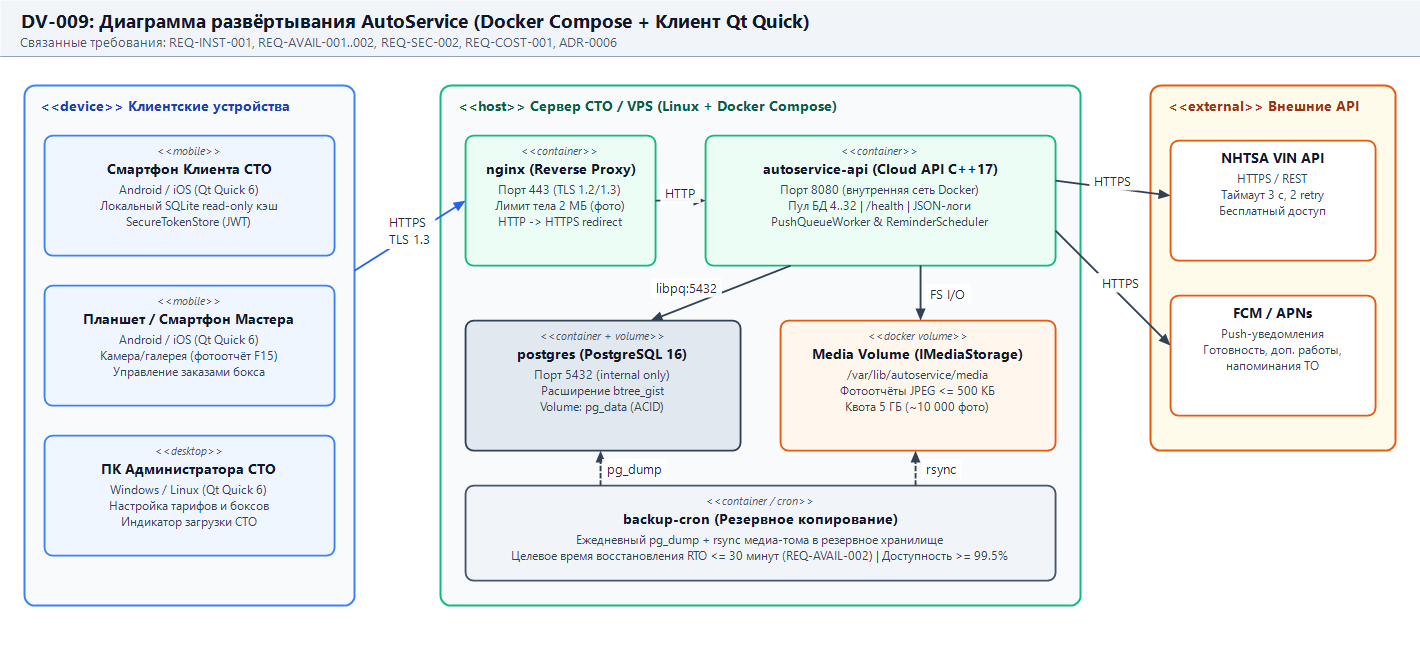 DV-009: Диаграмма развёртывания AutoService (Docker Compose + Клиент Qt Quick)
Связанные требования: REQ-INST-001, REQ-AVAIL-001..002, REQ-SEC-002, REQ-COST-001, ADR-0006
<<device>> Клиентские устройства
<<mobile>>
Смартфон Клиента СТО
Android / iOS (Qt Quick 6)
Локальный SQLite read-only кэш
SecureTokenStore (JWT)
<<mobile>>
Планшет / Смартфон Мастера
Android / iOS (Qt Quick 6)
Камера/галерея (фотоотчёт F15)
Управление заказами бокса
<<desktop>>
ПК Администратора СТО
Windows / Linux (Qt Quick 6)
Настройка тарифов и боксов
Индикатор загрузки СТО
HTTPS
TLS 1.3
<<host>> Сервер СТО / VPS (Linux + Docker Compose)
<<container>>
nginx (Reverse Proxy)
Порт 443 (TLS 1.2/1.3)
Лимит тела 2 МБ (фото)
HTTP -> HTTPS redirect
HTTP
<<container>>
autoservice-api (Cloud API C++17)
Порт 8080 (внутренняя сеть Docker)
Пул БД 4..32 | /health | JSON-логи
PushQueueWorker & ReminderScheduler
libpq:5432
FS I/O
<<container + volume>>
postgres (PostgreSQL 16)
Порт 5432 (internal only)
Расширение btree_gist
Volume: pg_data (ACID)
<<docker volume>>
Media Volume (IMediaStorage)
/var/lib/autoservice/media
Фотоотчёты JPEG <= 500 КБ
Квота 5 ГБ (~10 000 фото)
pg_dump
rsync
<<container / cron>>
backup-cron (Резервное копирование)
Ежедневный pg_dump + rsync медиа-тома в резервное хранилище
Целевое время восстановления RTO <= 30 минут (REQ-AVAIL-002) | Доступность >= 99.5%
HTTPS
HTTPS
<<external>> Внешние API
NHTSA VIN API
HTTPS / REST
Таймаут 3 с, 2 retry
Бесплатный доступ
FCM / APNs
Push-уведомления
Готовность, доп. работы,
напоминания ТО